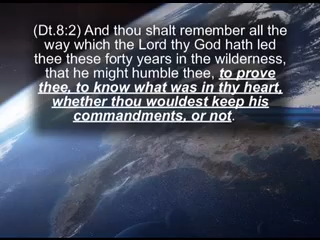 (Dt.8:2) And thou shalt remember all the
way which the Lord thy God hath led
thee these forty years in the wilderness,
that he might humble thee, to prove
thee, to know what was in thy heart,
whether thou wouldest keep his
commandments, or not.